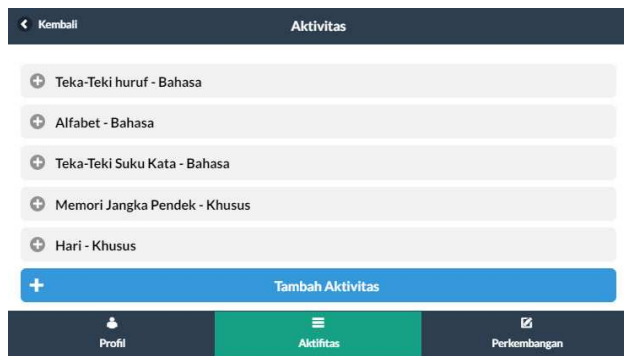 Kembali
Aktivitas
Teka-Teki huruf - Bahasa
Alfabet - Bahasa
Teka-Teki Suku Kata - Bahasa
Memori Jangka Pendek - Khusus
Hari - Khusus
Tambah Aktivitas
Profil
Aktifitas
Perkembangan